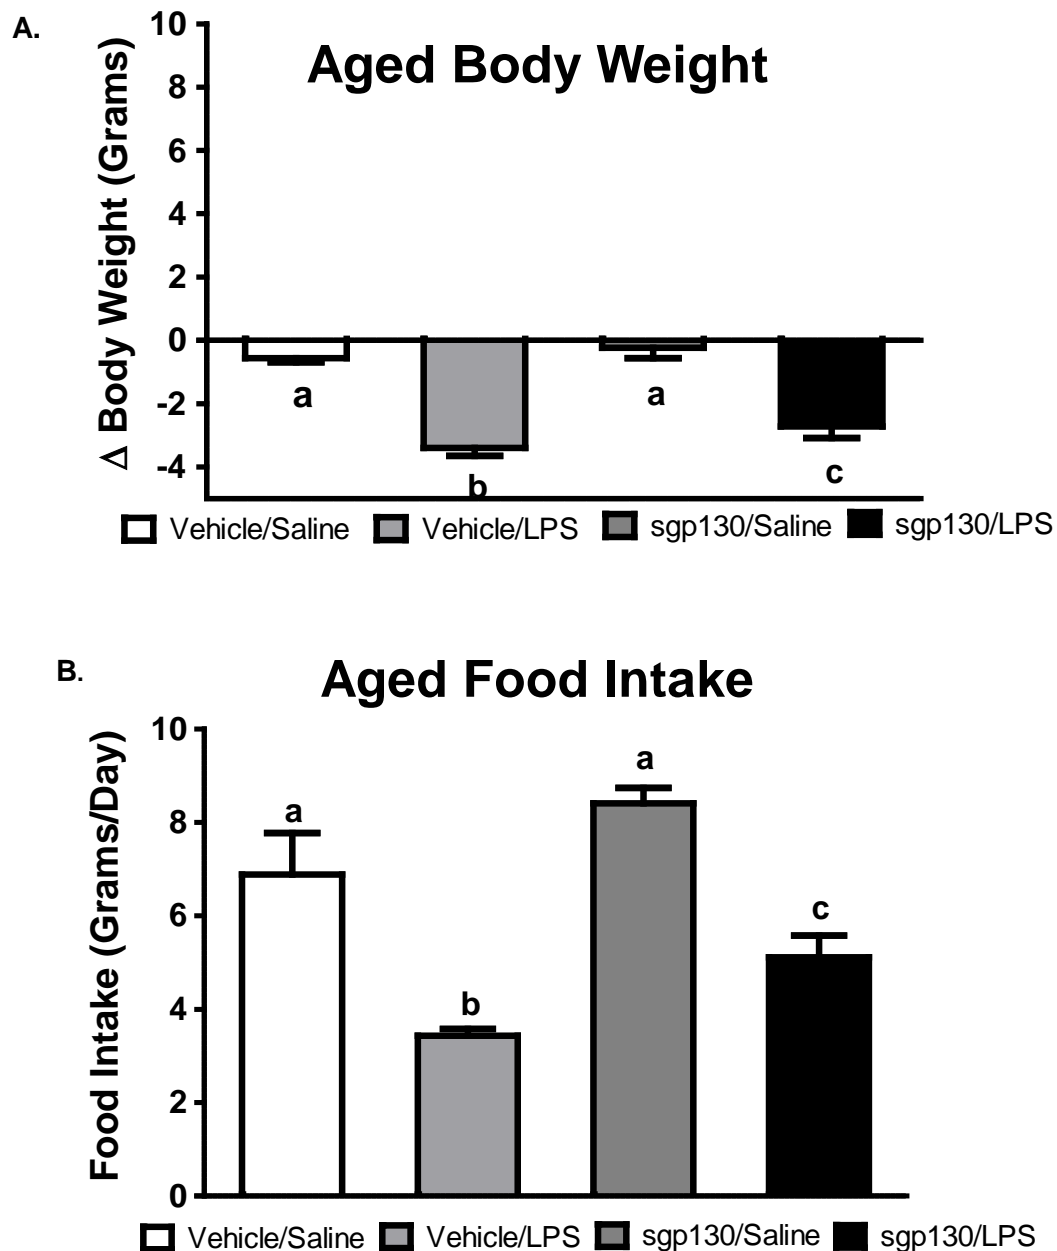 A.
Aged Body Weight
Δ Body Weight (Grams)
10
8
6
4
2
0
-2
-4
a
b
a
c
Vehicle/Saline Vehicle/LPS sgp130/Saline sgp130/LPS
B.
Aged Food Intake
Food Intake (Grams/Day)
10
8
6
4
2
0
a
b
a
c
Vehicle/Saline Vehicle/LPS sgp130/Saline sgp130/LPS